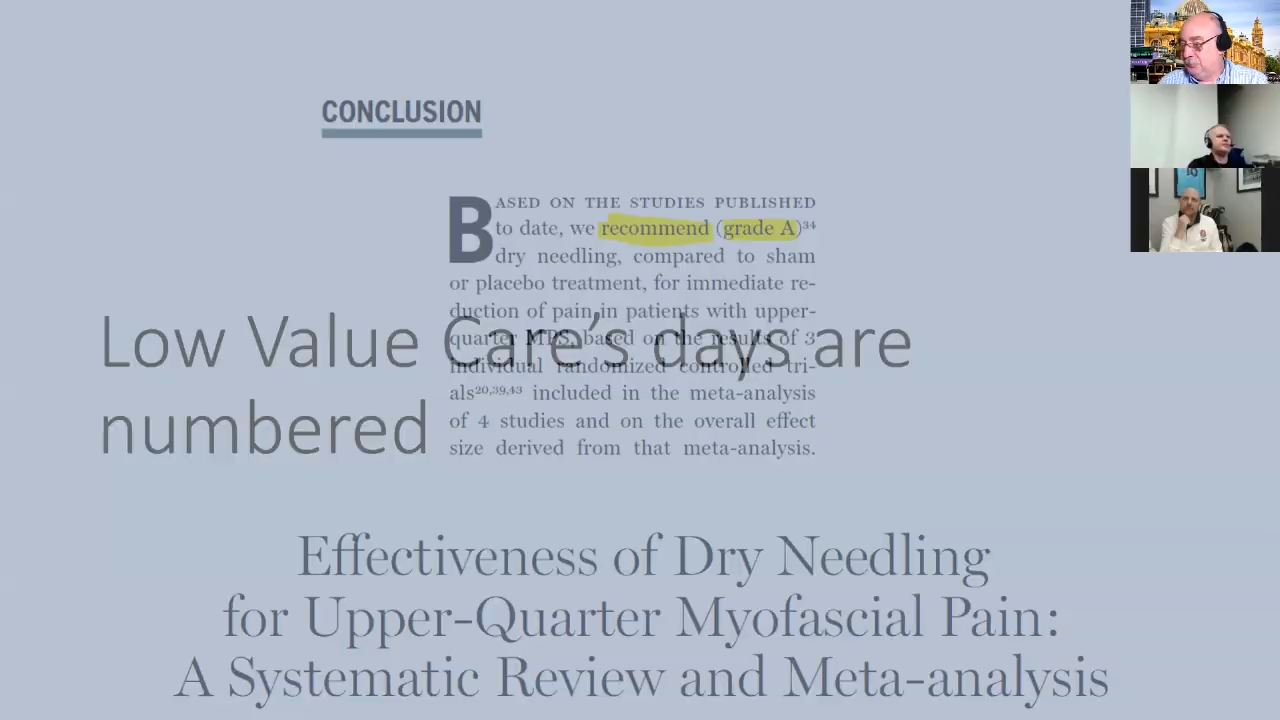 CONCLUSION
BASED ON THE STUDIES PUBLISHED
to date, we recommend (grade A)³⁴
dry needling, compared to sham
or placebo treatment, for immediate re-
duction of pain in patients with upper-
quarter MPS, based on the results of 3
individual randomized controlled tri-
als²⁰,³⁹,⁴³ included in the meta-analysis
of 4 studies and on the overall effect
size derived from that meta-analysis.
Low Value Care’s days are
numbered
Effectiveness of Dry Needling
for Upper-Quarter Myofascial Pain:
A Systematic Review and Meta-analysis